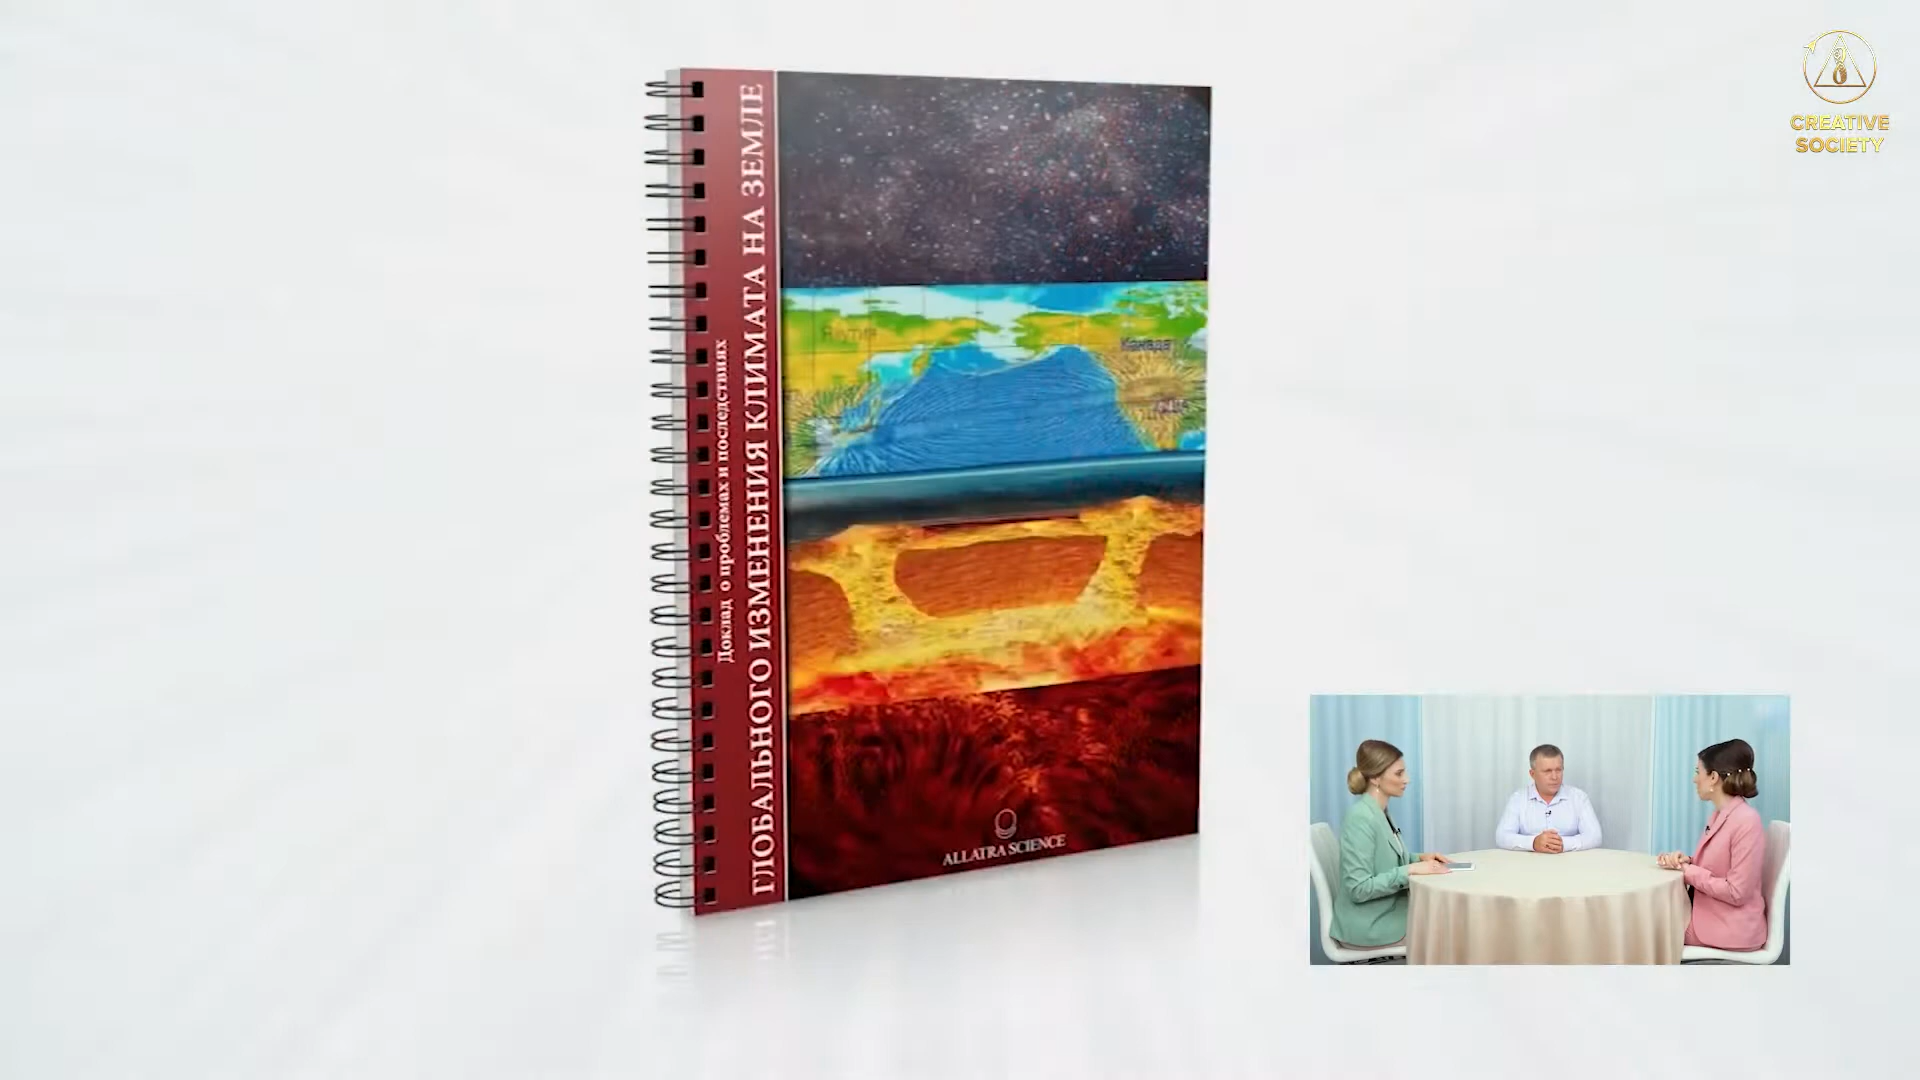 Доклад о проблемах и последствиях
ГЛОБАЛЬНОГО ИЗМЕНЕНИЯ КЛИМАТА НА ЗЕМЛЕ
Канада
ALLATRA SCIENCE
CREATIVE
SOCIETY